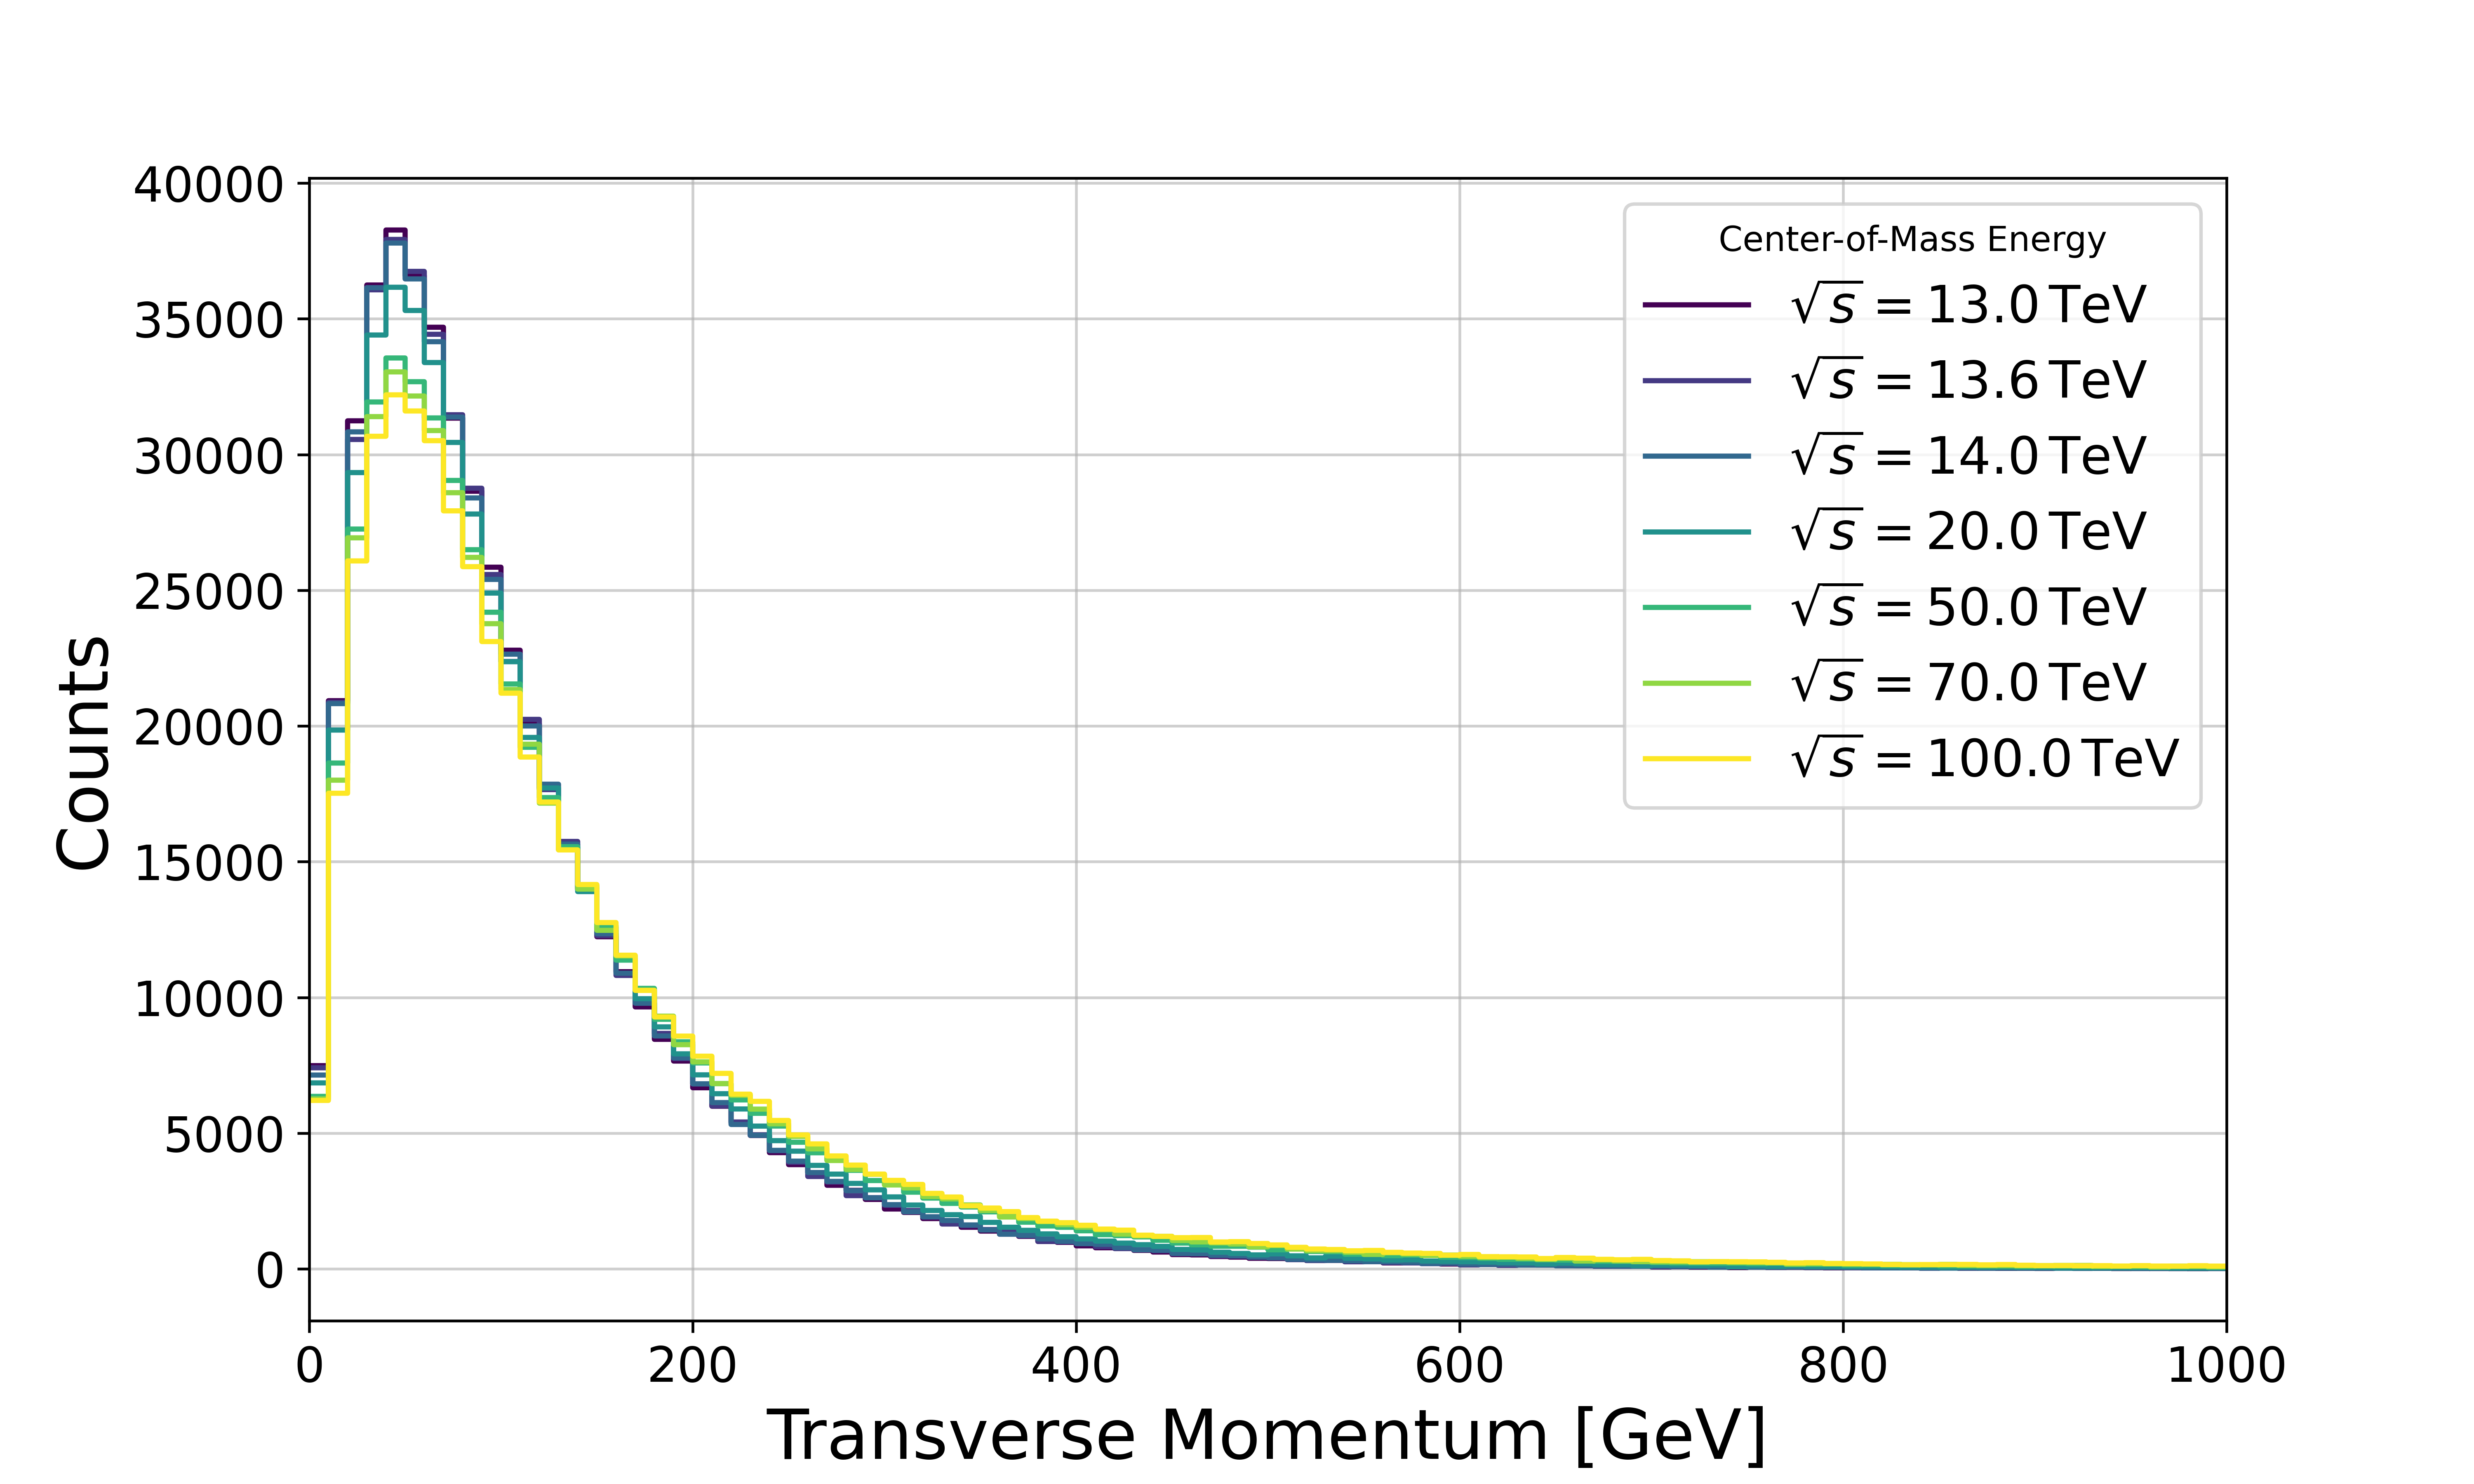 Counts
40000
35000
30000
25000
20000
15000
10000
5000
0
0 200 400 600 800 1000
Transverse Momentum [GeV]
Center-of-Mass Energy
√s = 13.0 TeV
√s = 13.6 TeV
√s = 14.0 TeV
√s = 20.0 TeV
√s = 50.0 TeV
√s = 70.0 TeV
√s = 100.0 TeV